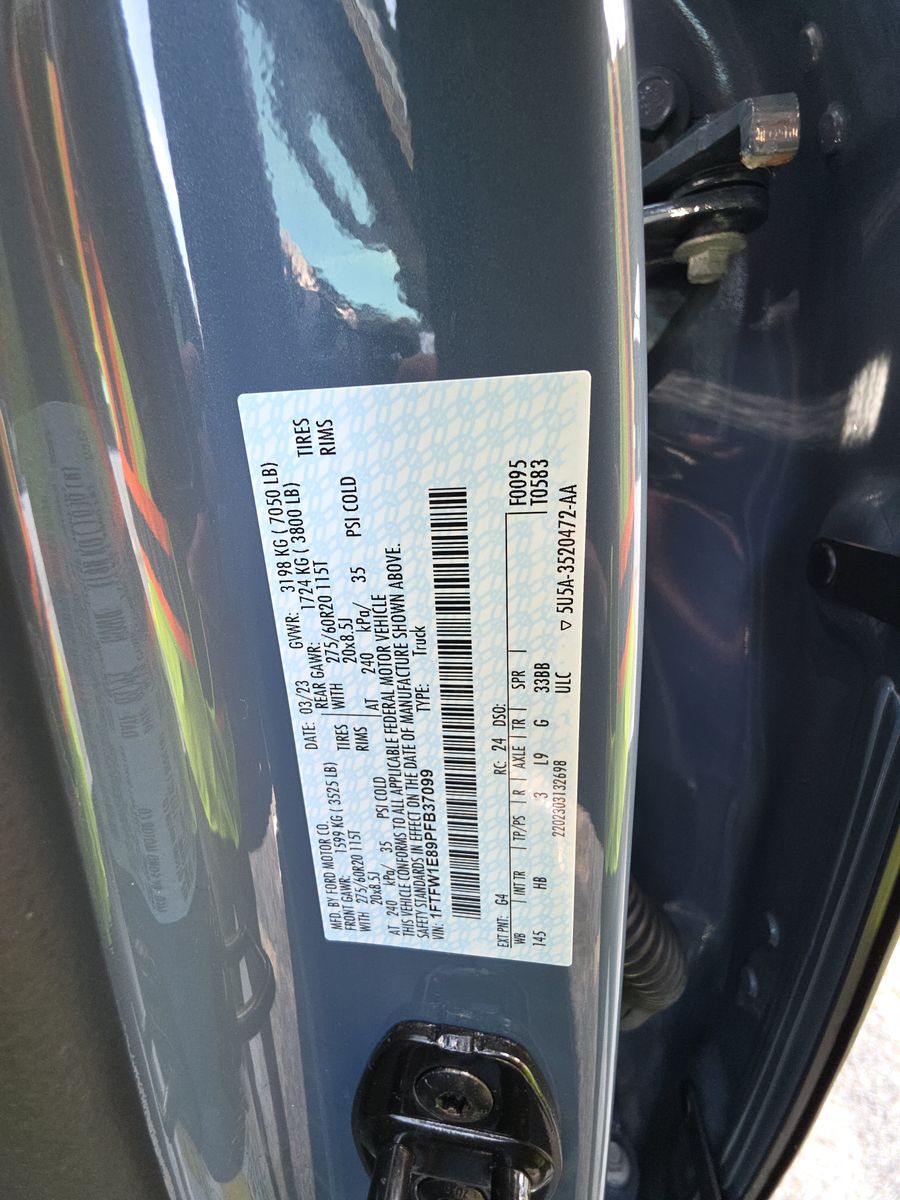 MFD. BY FORD MOTOR CO.
DATE: 03/23 GVWR: 3198 KG ( 7050 LB)
FRONT GAWR: 1599 KG ( 3525 LB) REAR GAWR: 1724 KG ( 3800 LB)
WITH 275/60R20 115T TIRES WITH 275/60R20 115T TIRES
20x8.5J RIMS 20x8.5J RIMS
AT 240 kPa/ 35 PSI COLD AT 240 kPa/ 35 PSI COLD
THIS VEHICLE CONFORMS TO ALL APPLICABLE FEDERAL MOTOR VEHICLE
SAFETY STANDARDS IN EFFECT ON THE DATE OF MANUFACTURE SHOWN ABOVE.
VIN: 1FTFW1E89PFB37099 TYPE: Truck
F0095
T0583
EXT PNT: G4 RC: 24 DSO:
WB INT TR TP/PS R AXLE TR SPR
145 HB 3 L9 G 33BB
2202303132698 ULC
▽ 5U5A-3520472-AA